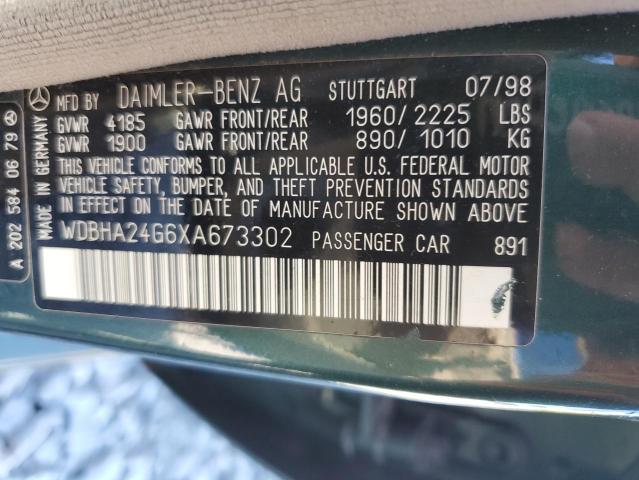 MFD BY DAIMLER-BENZ AG STUTTGART 07/98
GVWR 4185 GAWR FRONT/REAR 1960/2225 LBS
GVWR 1900 GAWR FRONT/REAR 890/1010 KG
THIS VEHICLE CONFORMS TO ALL APPLICABLE U.S. FEDERAL MOTOR
VEHICLE SAFETY, BUMPER, AND THEFT PREVENTION STANDARDS
IN EFFECT ON THE DATE OF MANUFACTURE SHOWN ABOVE
WDBHA24G6XA673302 PASSENGER CAR 891
MADE IN GERMANY
A 202 584 06 79 A